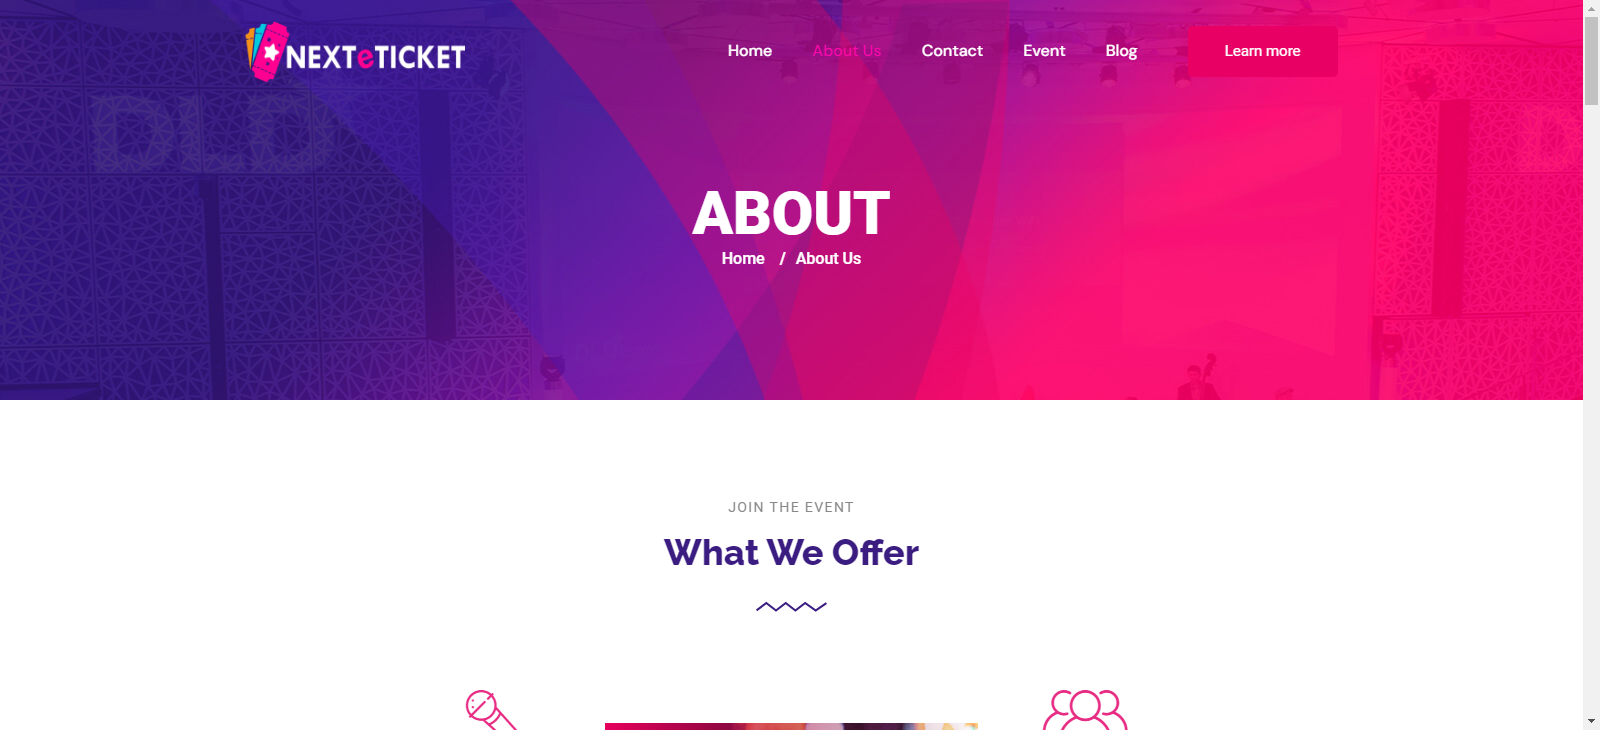 NEXTeTICKET
Home About Us Contact Event Blog Learn more
DLD
D
ABOUT
Home / About Us
JOIN THE EVENT
What We Offer